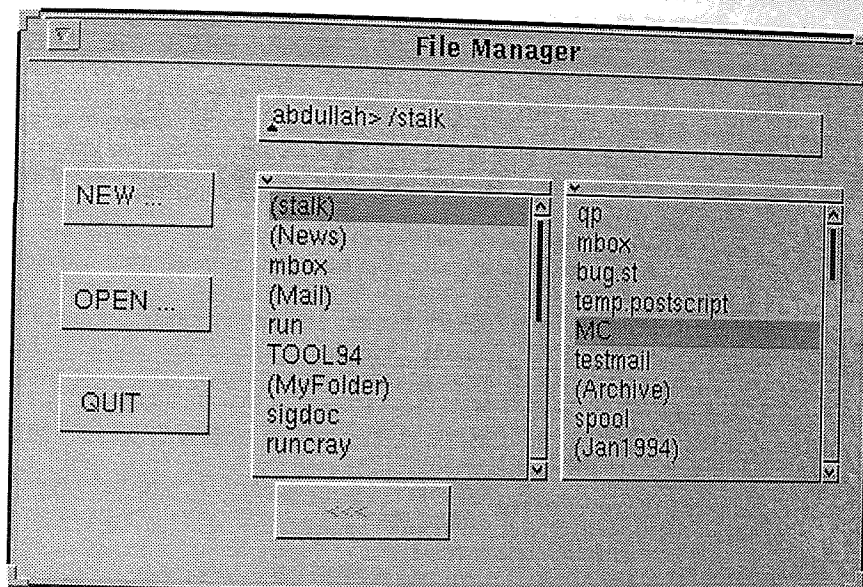 File Manager
abdullah> /stalk
NEW ...
OPEN ...
QUIT
(stalk)
(News)
mbox
(Mail)
run
TOOL94
(MyFolder)
sigdoc
runcray
qp
mbox
bug.st
temp.postscript
MC
testmail
(Archive)
spool
(Jan1994)
<<<